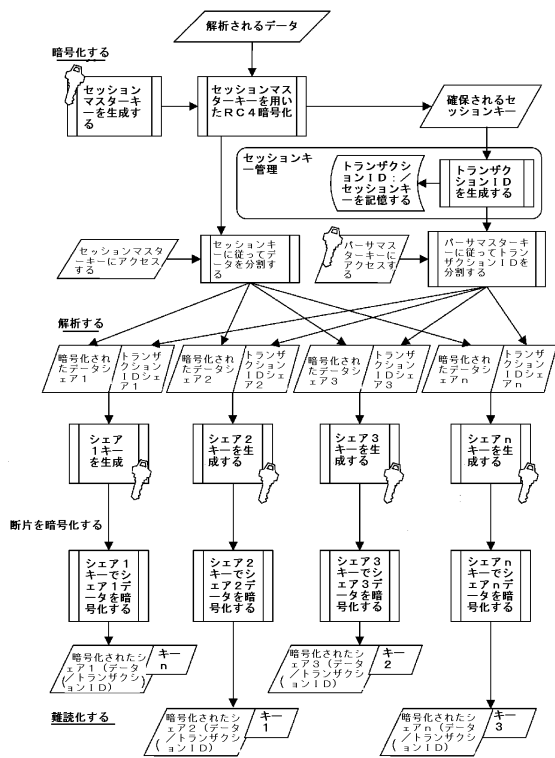 解析されるデータ
暗号化する
セッション
マスターキ
ーを生成す
る
セッションマス
ターキーを用い
たＲＣ４暗号化
確保されるセ
ッションキー
セッションキ
ー管理
トランザクシ
ョンＩＤ：／
セッションキ
ーを記憶する
トランザク
ションＩＤ
を生成する
セッションマスタ
ーキーにアクセス
する
セッションキ
ーに従ってデ
ータを分割す
る
パーサマス
ターキーに
アクセスす
る
パーサマスターキ
ーに従ってトラン
ザクションＩＤを
分割する
解析する
暗号化され
たデータシ
ェア１
トランザ
クション
ＩＤシェ
ア１
暗号化され
たデータシ
ェア２
トランザ
クション
ＩＤシェ
ア２
暗号化され
たデータシ
ェア３
トランザ
クション
ＩＤシェ
ア３
暗号化され
たデータシ
ェアｎ
トランザ
クション
ＩＤシェ
アｎ
シェア
１キー
を生成
シェア
２キー
を生成
する
シェア
３キー
を生成
する
シェア
ｎキー
を生成
する
断片を暗号化する
シェア１
キーでシ
ェア１デ
ータを暗
号化する
シェア２
キーでシ
ェア２デ
ータを暗
号化する
シェア３
キーでシ
ェア３デ
ータを暗
号化する
シェアｎ
キーでシ
ェアｎデ
ータを暗
号化する
暗号化されたシ
ェア１（データ
／トランザクシ
ョンＩＤ）
キー
ｎ
暗号化されたシ
ェア３（データ
／トランザクシ
ョンＩＤ）
キー
２
難読化する
暗号化されたシ
ェア２（データ
／トランザクシ
ョンＩＤ）
キー
１
暗号化されたシ
ェアｎ（データ
／トランザクシ
ョンＩＤ）
キー
３